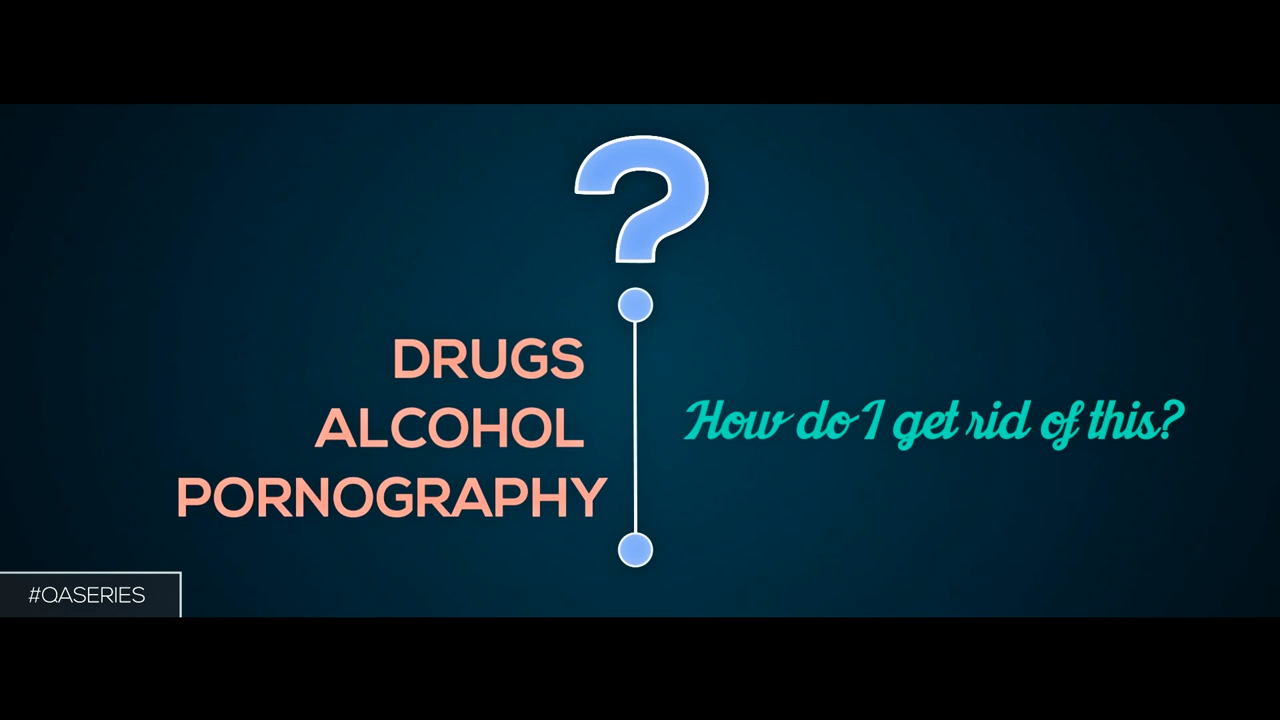 ?
DRUGS
ALCOHOL
PORNOGRAPHY
How do I get rid of this?
#QASERIES